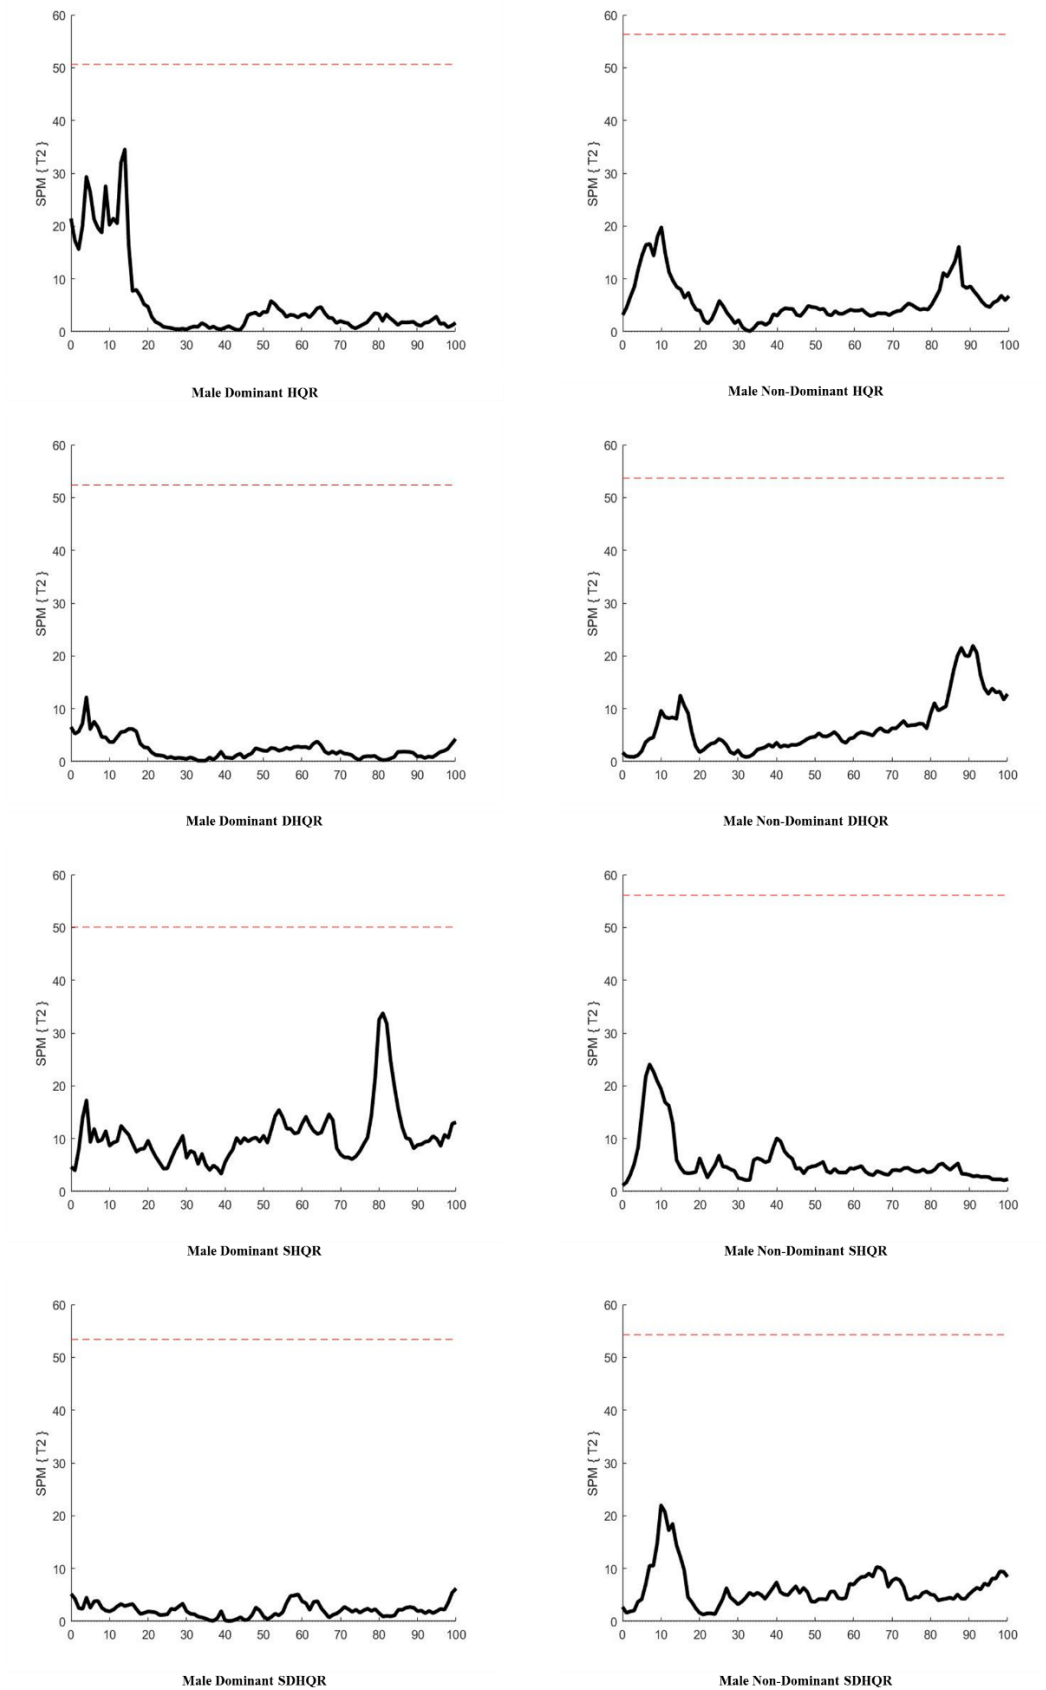 60
50
40
30
20
10
0
SPM { T2 }
0 10 20 30 40 50 60 70 80 90 100
Male Dominant HQR
60
50
40
30
20
10
0
SPM { T2 }
0 10 20 30 40 50 60 70 80 90 100
Male Non-Dominant HQR
60
50
40
30
20
10
0
SPM { T2 }
0 10 20 30 40 50 60 70 80 90 100
Male Dominant DHQR
60
50
40
30
20
10
0
SPM { T2 }
0 10 20 30 40 50 60 70 80 90 100
Male Non-Dominant DHQR
60
50
40
30
20
10
0
SPM { T2 }
0 10 20 30 40 50 60 70 80 90 100
Male Dominant SHQR
60
50
40
30
20
10
0
SPM { T2 }
0 10 20 30 40 50 60 70 80 90 100
Male Non-Dominant SHQR
60
50
40
30
20
10
0
SPM { T2 }
0 10 20 30 40 50 60 70 80 90 100
Male Dominant SDHQR
60
50
40
30
20
10
0
SPM { T2 }
0 10 20 30 40 50 60 70 80 90 100
Male Non-Dominant SDHQR